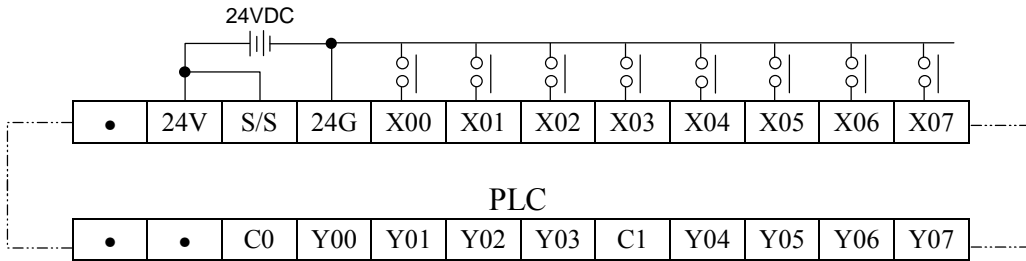 24VDC
• 24V S/S 24G X00 X01 X02 X03 X04 X05 X06 X07
PLC
• • C0 Y00 Y01 Y02 Y03 C1 Y04 Y05 Y06 Y07